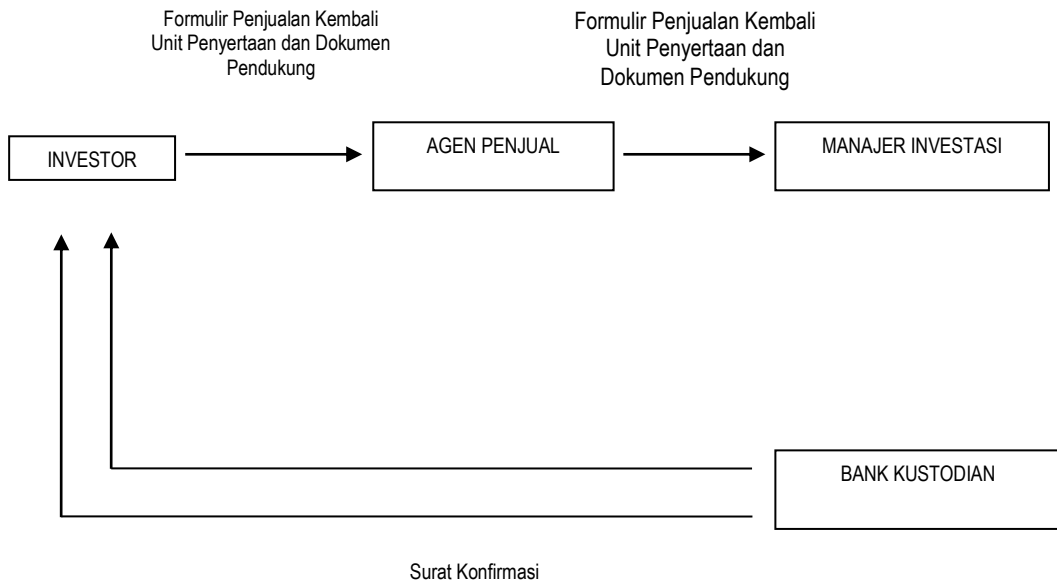 Formulir Penjualan Kembali
Unit Penyertaan dan Dokumen
Pendukung
Formulir Penjualan Kembali
Unit Penyertaan dan
Dokumen Pendukung
INVESTOR
AGEN PENJUAL
MANAJER INVESTASI
BANK KUSTODIAN
Surat Konfirmasi